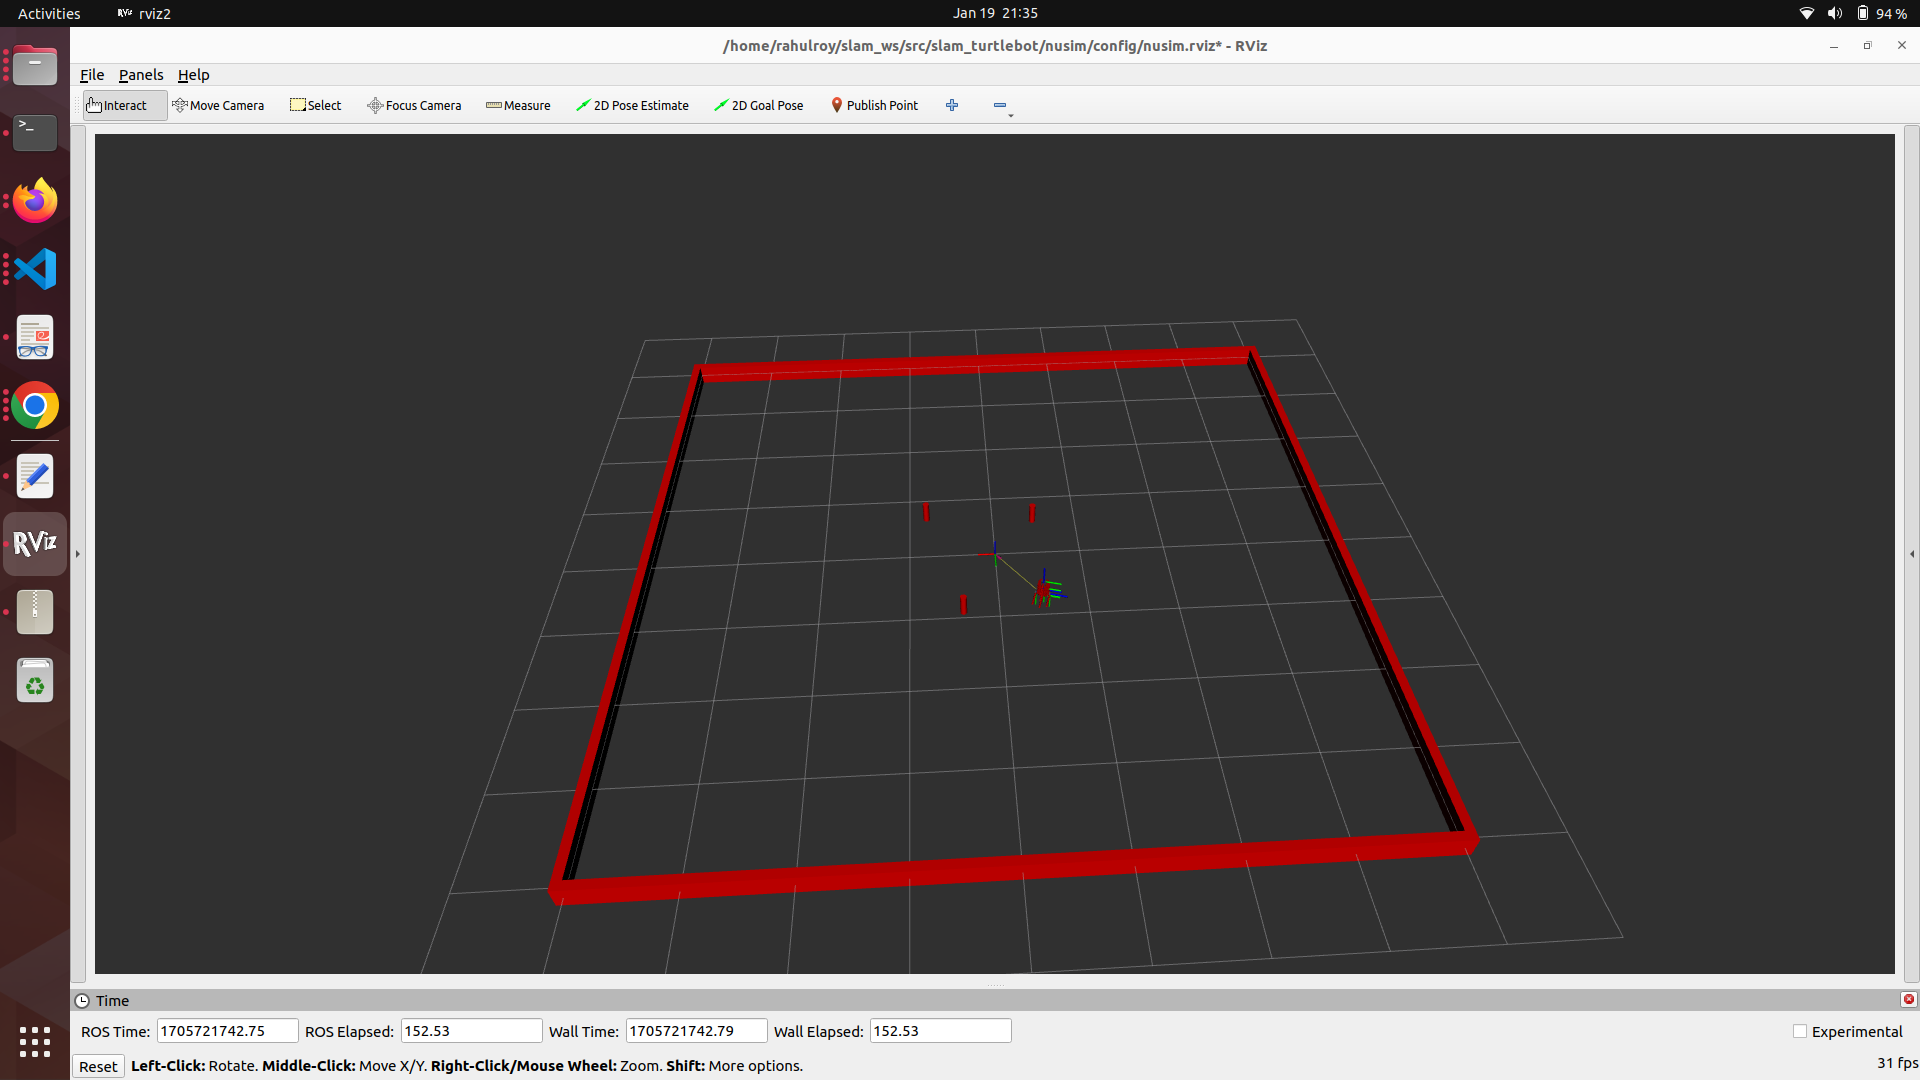 Activities RViz rviz2 Jan 19 21:35 94 %
/home/rahulroy/slam_ws/src/slam_turtlebot/nusim/config/nusim.rviz* - RViz
File Panels Help
Interact Move Camera Select Focus Camera Measure 2D Pose Estimate 2D Goal Pose Publish Point
>_
RViz
Time
ROS Time: 1705721742.75 ROS Elapsed: 152.53 Wall Time: 1705721742.79 Wall Elapsed: 152.53 Experimental
Reset Left-Click: Rotate. Middle-Click: Move X/Y. Right-Click/Mouse Wheel: Zoom. Shift: More options. 31 fps